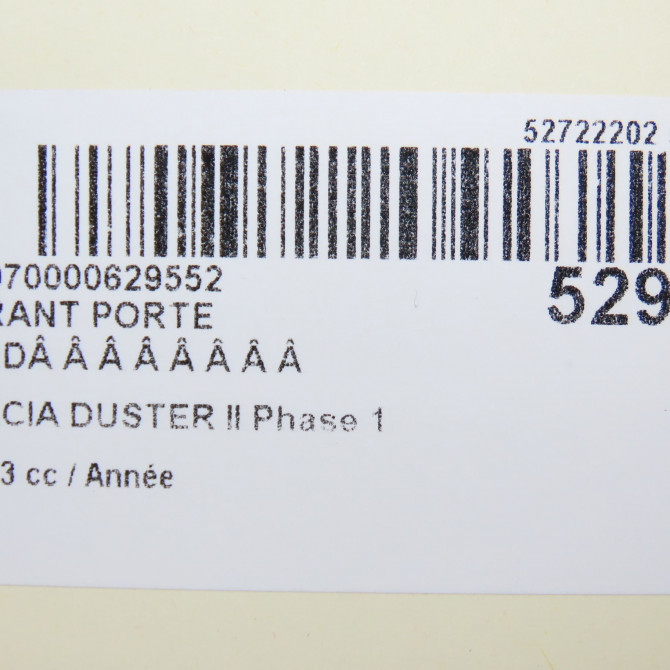 52722202
070000629552
529
RANT PORTE
DÂ Â Â Â Â Â Â Â Â
CIA DUSTER II Phase 1
3 cc / Année